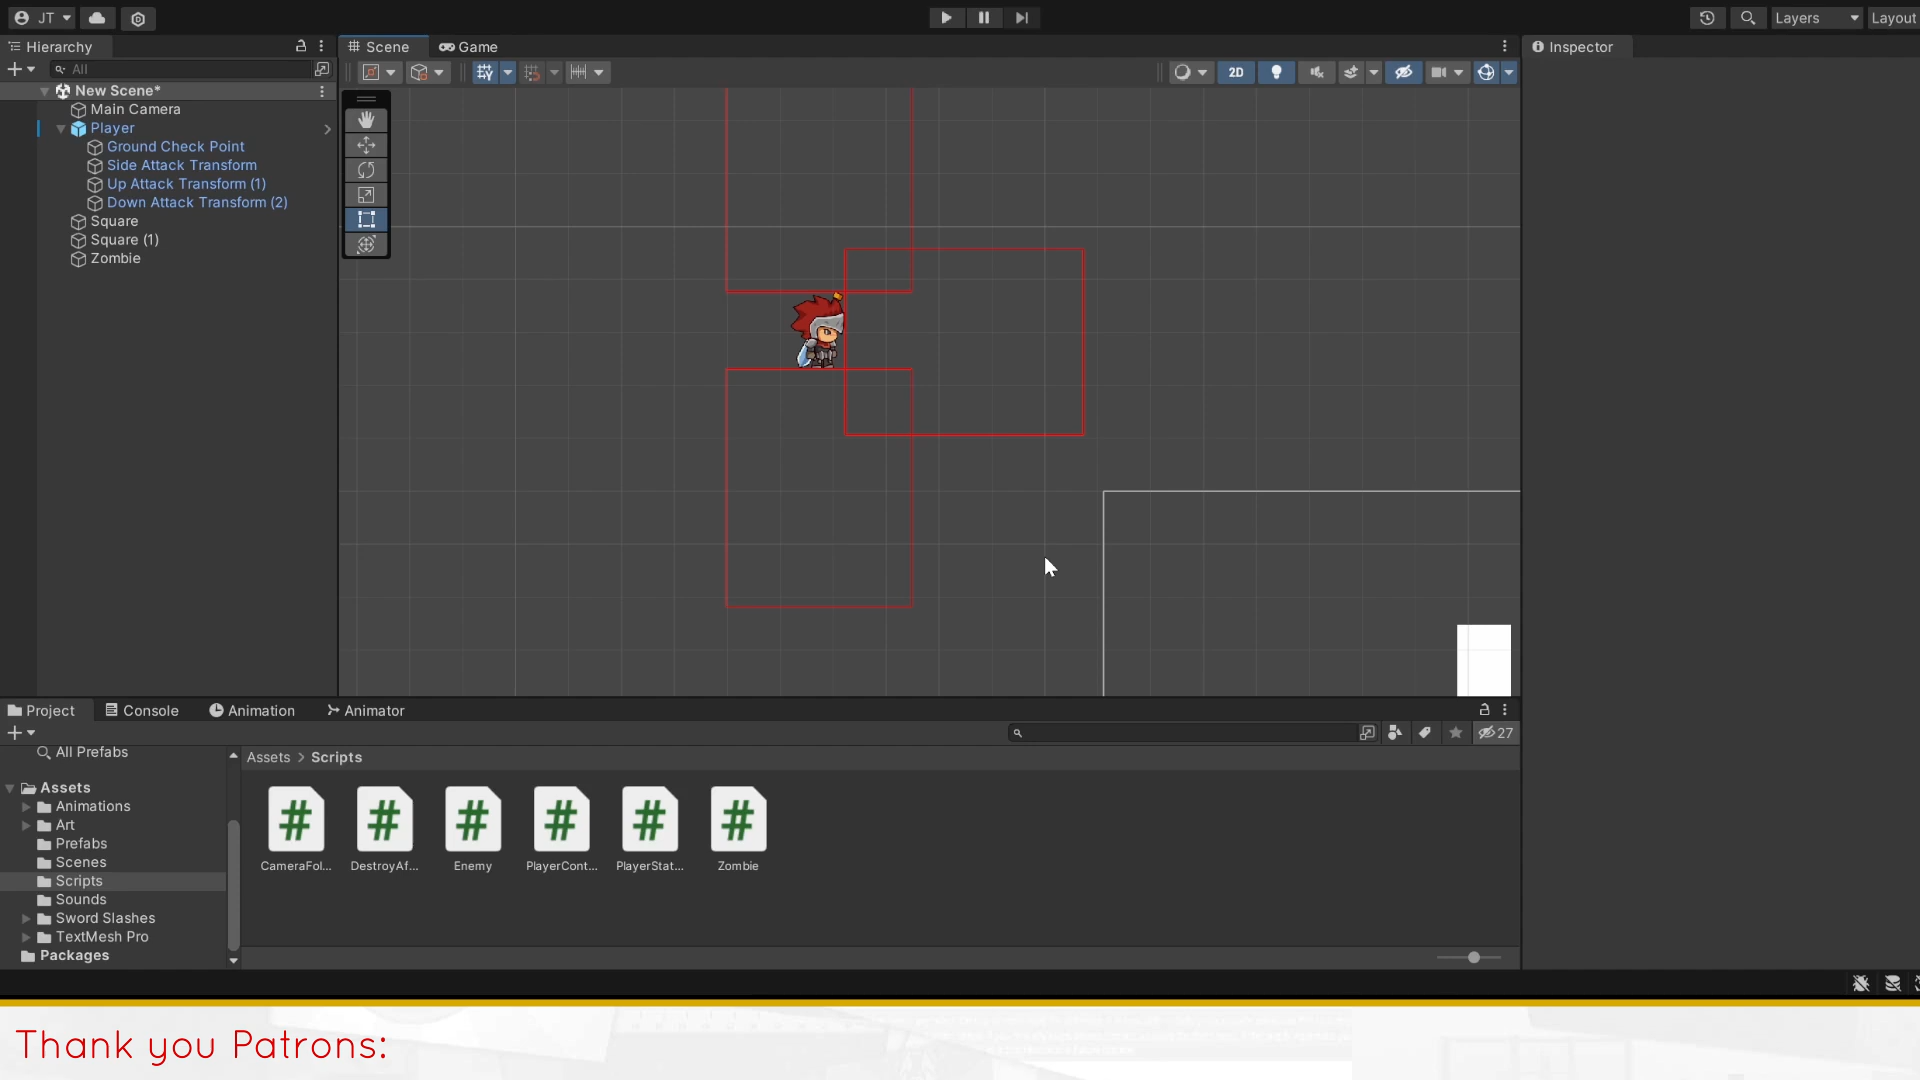 JT
Layers
Layout
Hierarchy
Scene
Game
Inspector
All
2D
New Scene*
Main Camera
Player
Ground Check Point
Side Attack Transform
Up Attack Transform (1)
Down Attack Transform (2)
Square
Square (1)
Zombie
Project
Console
Animation
Animator
27
All Prefabs
Assets > Scripts
Assets
Animations
Art
Prefabs
Scenes
Scripts
Sounds
Sword Slashes
TextMesh Pro
Packages
CameraFol...
DestroyAf...
Enemy
PlayerCont...
PlayerStat...
Zombie
Thank you Patrons: